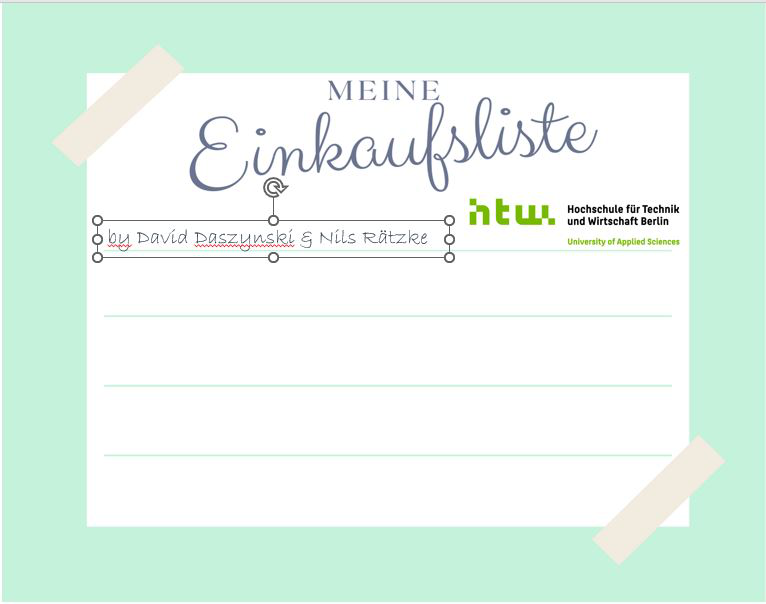 MEINE
Einkaufsliste
htw.
Hochschule für Technik
und Wirtschaft Berlin
University of Applied Sciences
by David Daszynski & Nils Rätzke